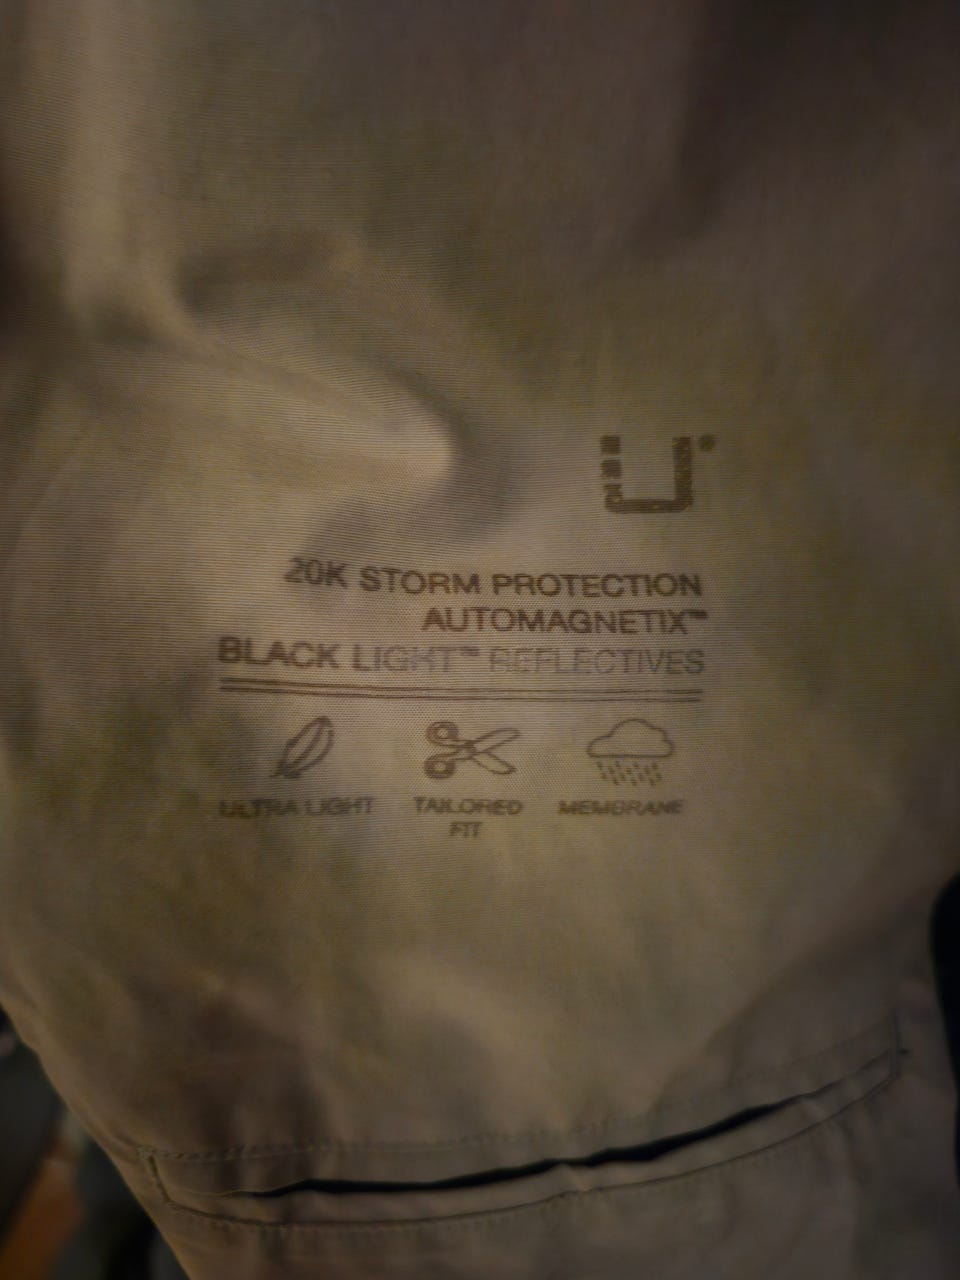 U®
20K STORM PROTECTION
AUTOMAGNETIX™
BLACK LIGHT™ REFLECTIVES
ULTRA LIGHT
TAILORED
FIT
MEMBRANE